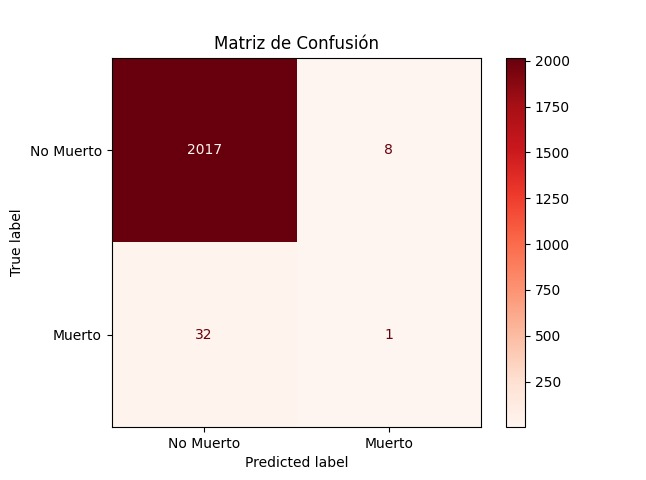 Matriz de Confusión
True label
No Muerto
Muerto
2017
8
32
1
No Muerto
Muerto
Predicted label
2000
1750
1500
1250
1000
750
500
250